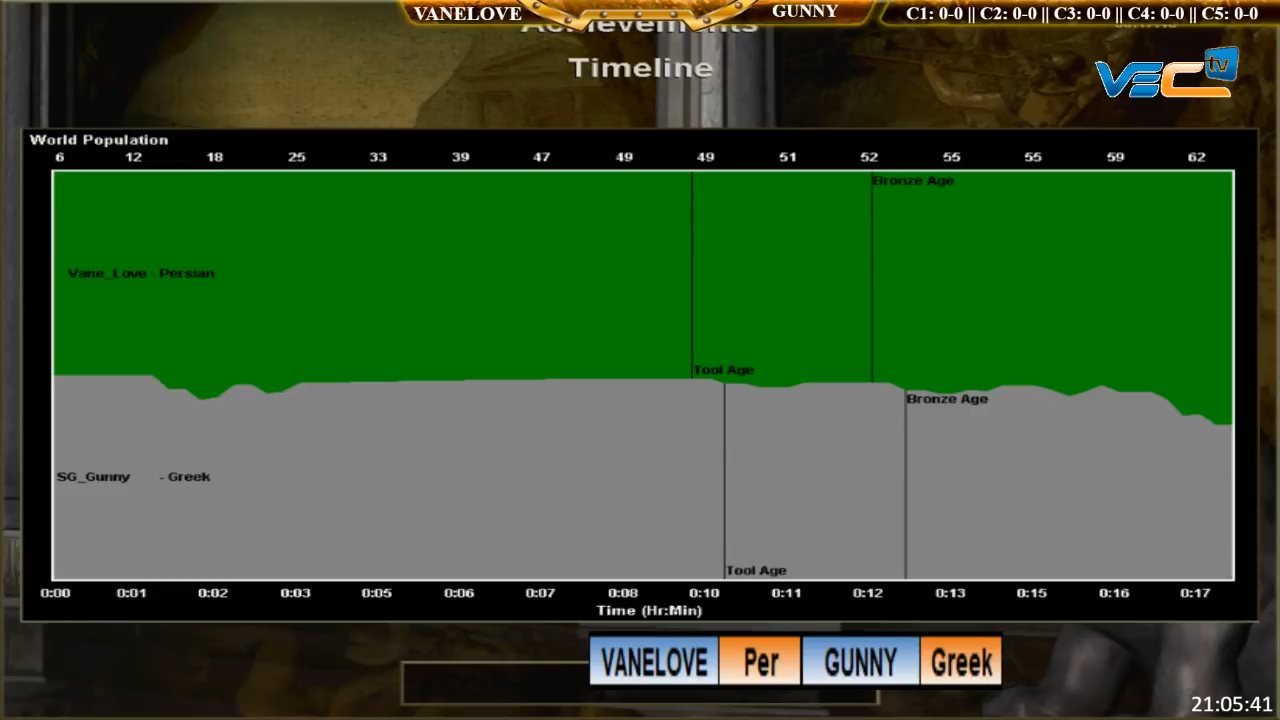 VANELOVE GUNNY C1: 0-0 || C2: 0-0 || C3: 0-0 || C4: 0-0 || C5: 0-0
Achievements
Timeline
VEC tv
World Population
6 12 18 25 33 39 47 49 49 51 52 55 55 59 62
Bronze Age
Vane_Love - Persian
Tool Age
Bronze Age
SG_Gunny - Greek
Tool Age
0:00 0:01 0:02 0:03 0:05 0:06 0:07 0:08 0:10 0:11 0:12 0:13 0:15 0:16 0:17
Time (Hr:Min)
VANELOVE Per GUNNY Greek
21:05:41